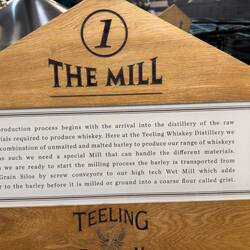 1
THE MILL
production process begins with the arrival into the distillery of the raw
materials required to produce whiskey. Here at the Teeling Whiskey Distillery we
combination of unmalted and malted barley to produce our range of whiskeys
as such we need a special Mill that can handle the different materials.
we are ready to start the milling process the barley is transported from
Grain Silos by screw conveyore to our high tech Wet Mill which adds
to the barley before it is milled or ground into a coarse flour called grist.
TEELING